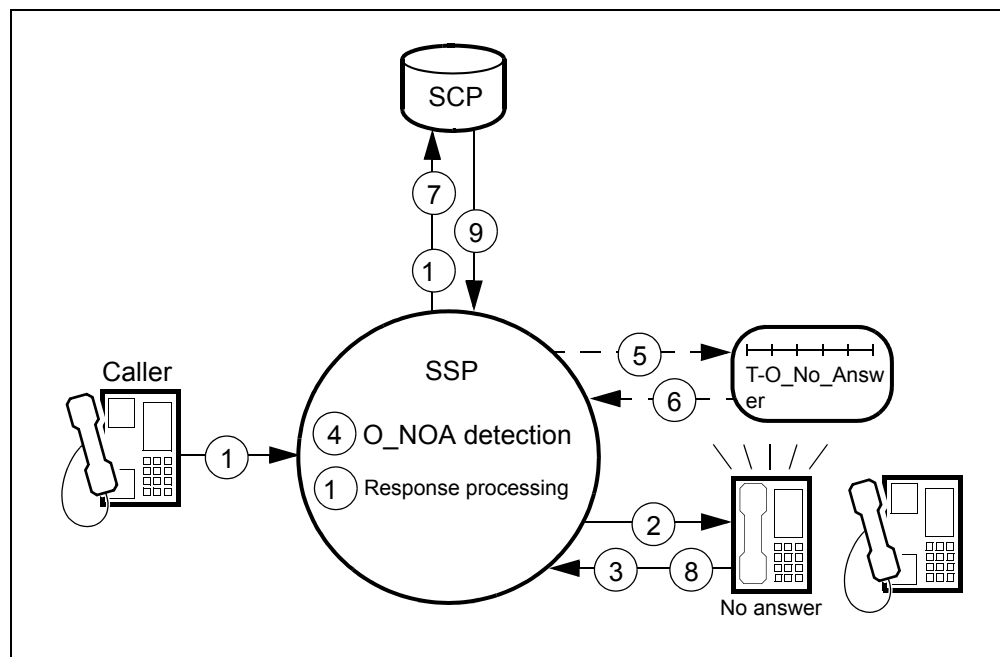 SCP
7
9
1
5
T-O_No_Answ
er
6
SSP
Caller
4 O_NOA detection
1
1 Response processing
2
3
8
No answer